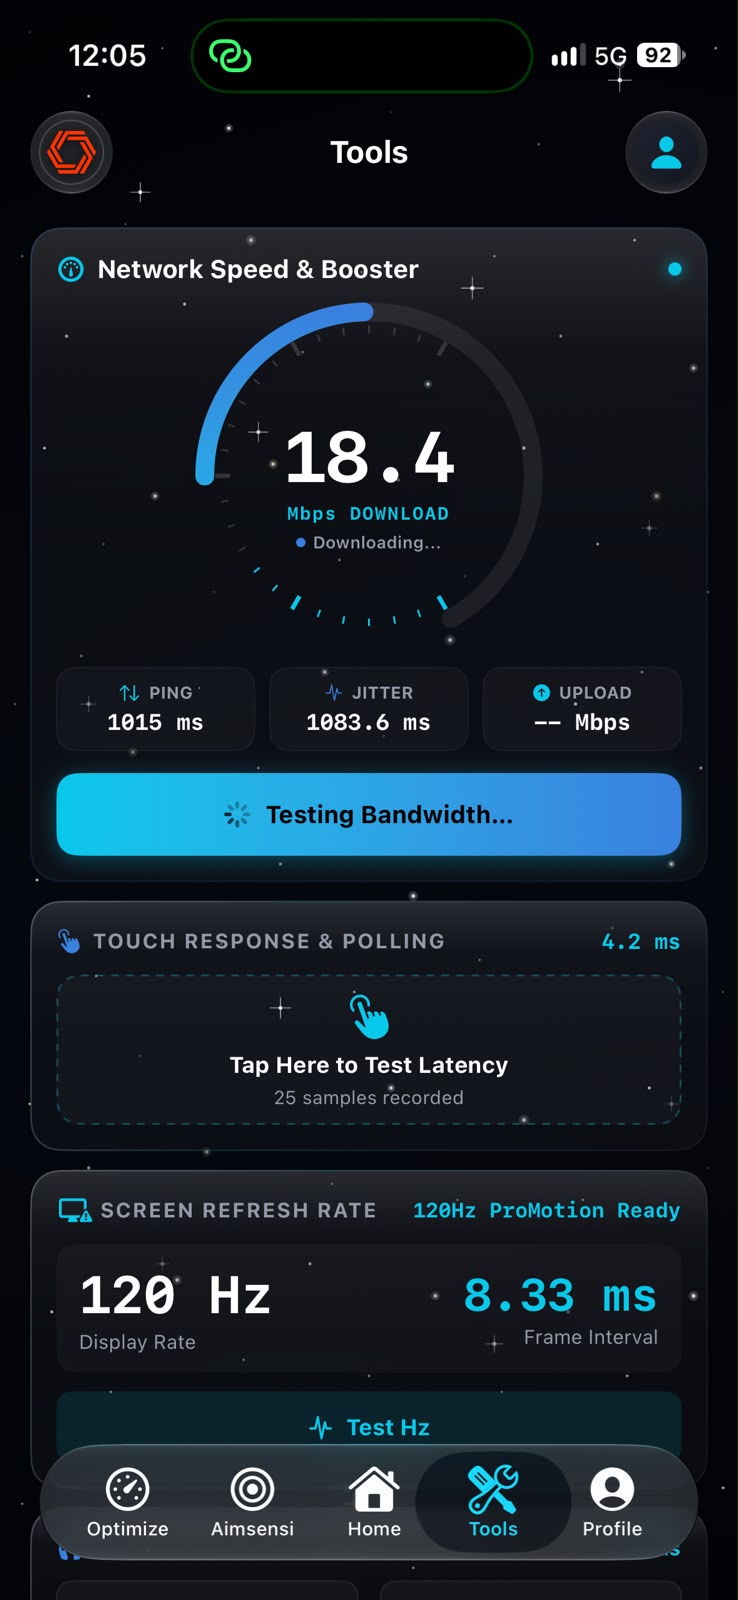 12:05
5G
92
Tools
Network Speed & Booster
18.4
Mbps DOWNLOAD
Downloading...
PING
1015 ms
JITTER
1083.6 ms
UPLOAD
-- Mbps
Testing Bandwidth...
TOUCH RESPONSE & POLLING
4.2 ms
Tap Here to Test Latency
25 samples recorded
SCREEN REFRESH RATE
120Hz ProMotion Ready
120 Hz
Display Rate
8.33 ms
Frame Interval
Test Hz
Optimize
Aimsensi
Home
Tools
Profile